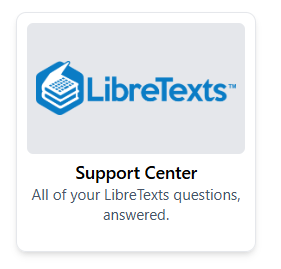 LibreTexts™
Support Center
All of your LibreTexts questions,
answered.